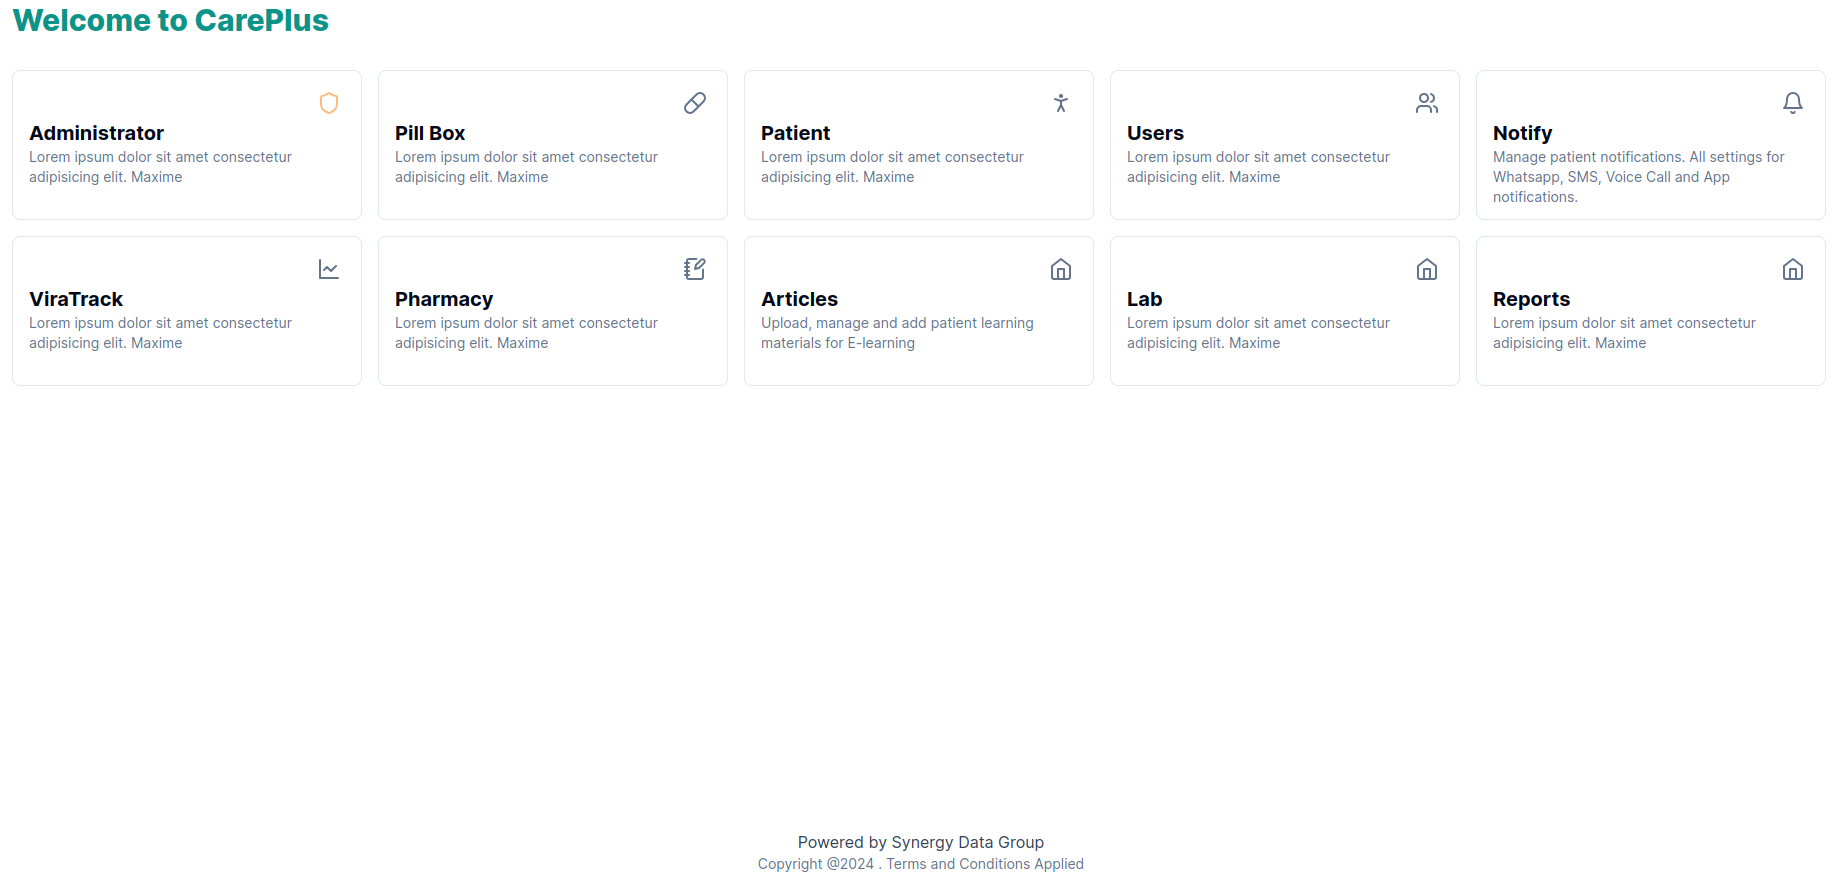 Welcome to CarePlus
Administrator
Lorem ipsum dolor sit amet consectetur
adipisicing elit. Maxime
Pill Box
Lorem ipsum dolor sit amet consectetur
adipisicing elit. Maxime
Patient
Lorem ipsum dolor sit amet consectetur
adipisicing elit. Maxime
Users
Lorem ipsum dolor sit amet consectetur
adipisicing elit. Maxime
Notify
Manage patient notifications. All settings for
Whatsapp, SMS, Voice Call and App
notifications.
ViraTrack
Lorem ipsum dolor sit amet consectetur
adipisicing elit. Maxime
Pharmacy
Lorem ipsum dolor sit amet consectetur
adipisicing elit. Maxime
Articles
Upload, manage and add patient learning
materials for E-learning
Lab
Lorem ipsum dolor sit amet consectetur
adipisicing elit. Maxime
Reports
Lorem ipsum dolor sit amet consectetur
adipisicing elit. Maxime
Powered by Synergy Data Group
Copyright @2024 . Terms and Conditions Applied